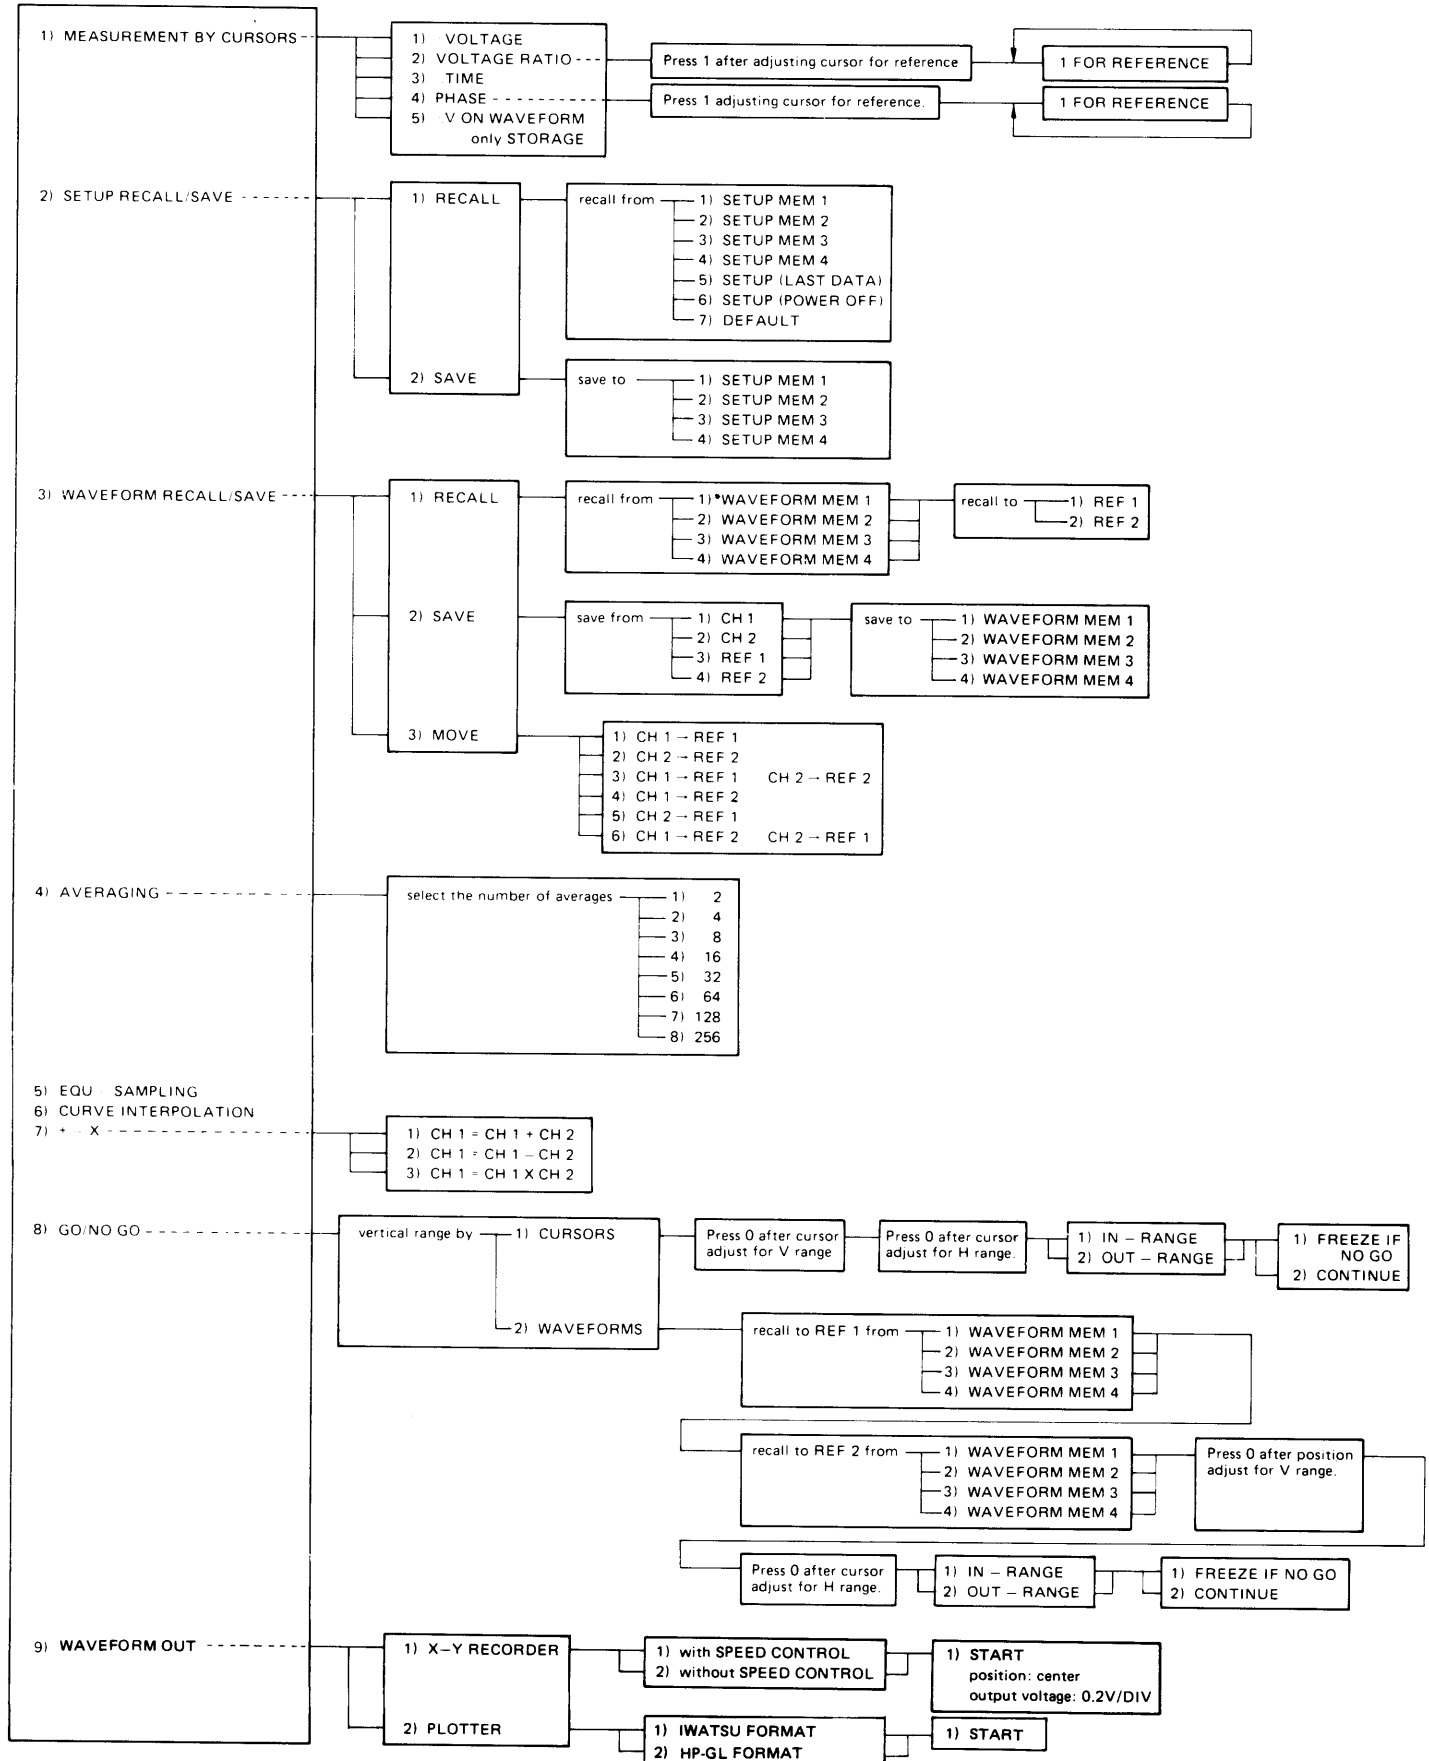 1) MEASUREMENT BY CURSORS
1) VOLTAGE
2) VOLTAGE RATIO
3) TIME
4) PHASE
5) V ON WAVEFORM
only STORAGE
Press 1 after adjusting cursor for reference
1 FOR REFERENCE
Press 1 adjusting cursor for reference.
1 FOR REFERENCE
2) SETUP RECALL/SAVE
1) RECALL
recall from
1) SETUP MEM 1
2) SETUP MEM 2
3) SETUP MEM 3
4) SETUP MEM 4
5) SETUP (LAST DATA)
6) SETUP (POWER OFF)
7) DEFAULT
2) SAVE
save to
1) SETUP MEM 1
2) SETUP MEM 2
3) SETUP MEM 3
4) SETUP MEM 4
3) WAVEFORM RECALL/SAVE
1) RECALL
recall from
1) WAVEFORM MEM 1
2) WAVEFORM MEM 2
3) WAVEFORM MEM 3
4) WAVEFORM MEM 4
recall to
1) REF 1
2) REF 2
2) SAVE
save from
1) CH 1
2) CH 2
3) REF 1
4) REF 2
save to
1) WAVEFORM MEM 1
2) WAVEFORM MEM 2
3) WAVEFORM MEM 3
4) WAVEFORM MEM 4
3) MOVE
1) CH 1 → REF 1
2) CH 2 → REF 2
3) CH 1 → REF 1 CH 2 → REF 2
4) CH 1 → REF 2
5) CH 2 → REF 1
6) CH 1 → REF 2 CH 2 → REF 1
4) AVERAGING
select the number of averages
1) 2
2) 4
3) 8
4) 16
5) 32
6) 64
7) 128
8) 256
5) EQU - SAMPLING
6) CURVE INTERPOLATION
7) + - X
1) CH 1 = CH 1 + CH 2
2) CH 1 = CH 1 – CH 2
3) CH 1 = CH 1 X CH 2
8) GO/NO GO
vertical range by
1) CURSORS
Press 0 after cursor
adjust for V range
Press 0 after cursor
adjust for H range.
1) IN – RANGE
2) OUT – RANGE
1) FREEZE IF
NO GO
2) CONTINUE
2) WAVEFORMS
recall to REF 1 from
1) WAVEFORM MEM 1
2) WAVEFORM MEM 2
3) WAVEFORM MEM 3
4) WAVEFORM MEM 4
recall to REF 2 from
1) WAVEFORM MEM 1
2) WAVEFORM MEM 2
3) WAVEFORM MEM 3
4) WAVEFORM MEM 4
Press 0 after position
adjust for V range.
Press 0 after cursor
adjust for H range.
1) IN – RANGE
2) OUT – RANGE
1) FREEZE IF NO GO
2) CONTINUE
9) WAVEFORM OUT
1) X–Y RECORDER
1) with SPEED CONTROL
2) without SPEED CONTROL
1) START
position: center
output voltage: 0.2V/DIV
2) PLOTTER
1) IWATSU FORMAT
2) HP-GL FORMAT
1) START